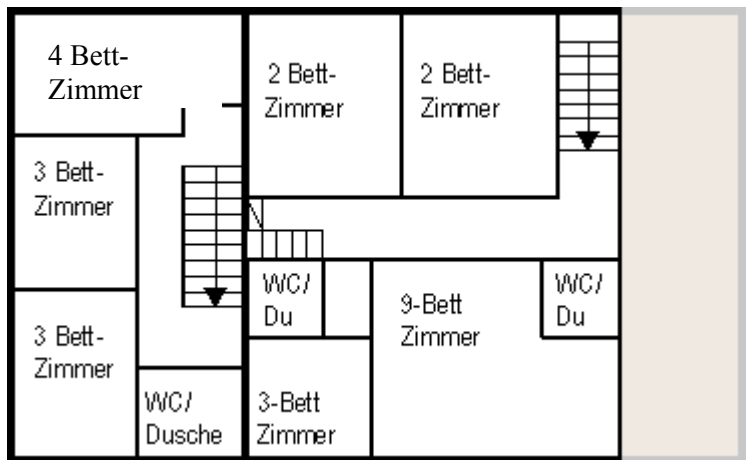 4 Bett-
Zimmer
2 Bett-
Zimmer
2 Bett-
Zimmer
3 Bett-
Zimmer
WC/
Du
9-Bett
Zimmer
WC/
Du
3 Bett-
Zimmer
WC/
Dusche
3-Bett
Zimmer